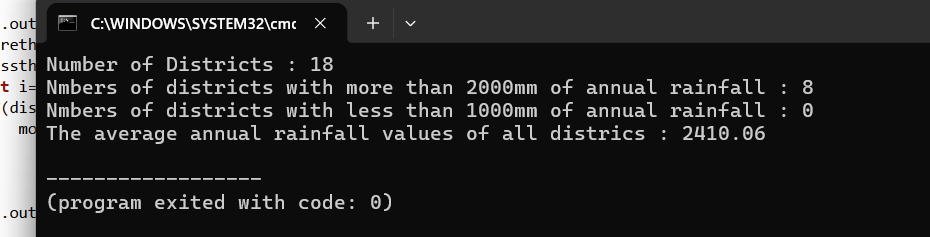 C:\WINDOWS\SYSTEM32\cmc
.out
reth
ssth
t i=
(dis
mo
.out
Number of Districts : 18
Nmbers of districts with more than 2000mm of annual rainfall : 8
Nmbers of districts with less than 1000mm of annual rainfall : 0
The average annual rainfall values of all districs : 2410.06
------------------
(program exited with code: 0)